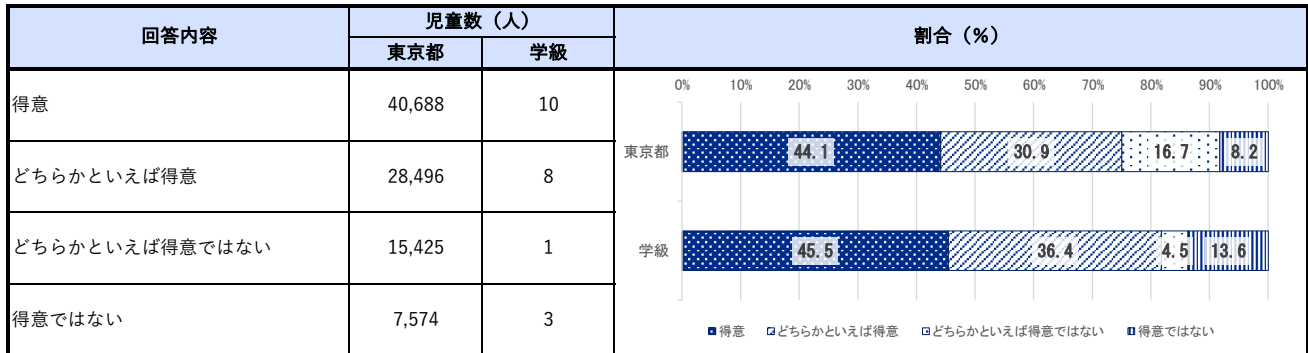 回答内容 児童数（人） 割合（％）
東京都 学級
得意 40,688 10
どちらかといえば得意 28,496 8
どちらかといえば得意ではない 15,425 1
得意ではない 7,574 3
0% 10% 20% 30% 40% 50% 60% 70% 80% 90% 100%
東京都 44.1 30.9 16.7 8.2
学級 45.5 36.4 4.5 13.6
得意 どちらかといえば得意 どちらかといえば得意ではない 得意ではない